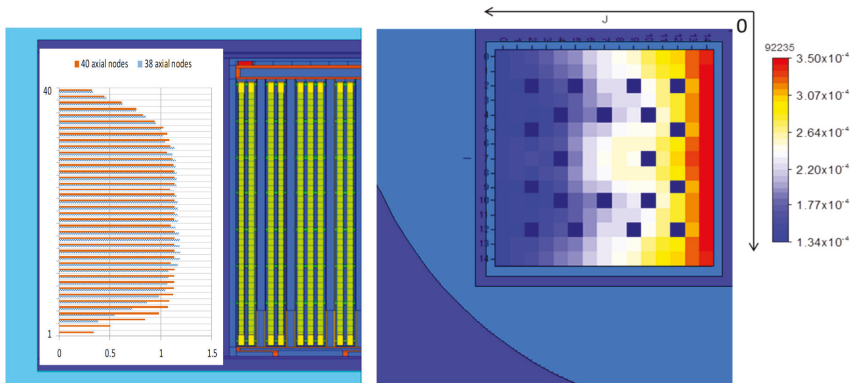 40 axial nodes 38 axial nodes
40
1
0 0.5 1 1.5
J
0
I
0
1
2
3
4
5
6
7
8
9
10
11
12
13
14
92235
3.50x10⁻⁴
3.07x10⁻⁴
2.64x10⁻⁴
2.20x10⁻⁴
1.77x10⁻⁴
1.34x10⁻⁴